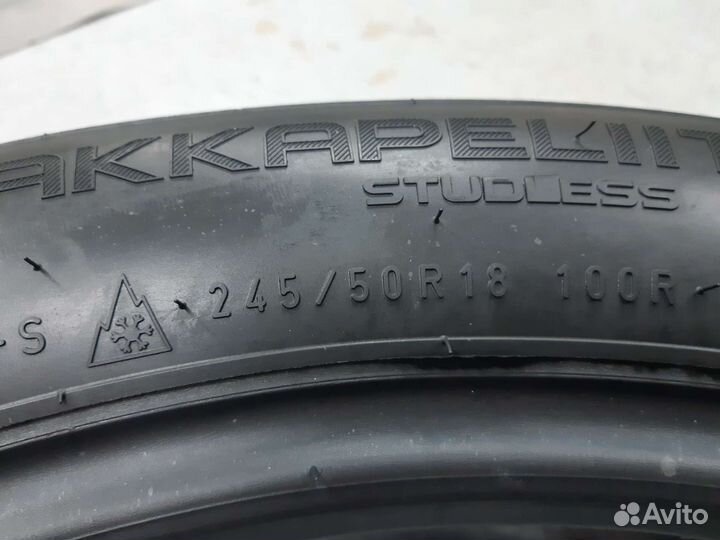 AKKAPELIIT
STUDLESS
-S 245/50R18 100R
Avito